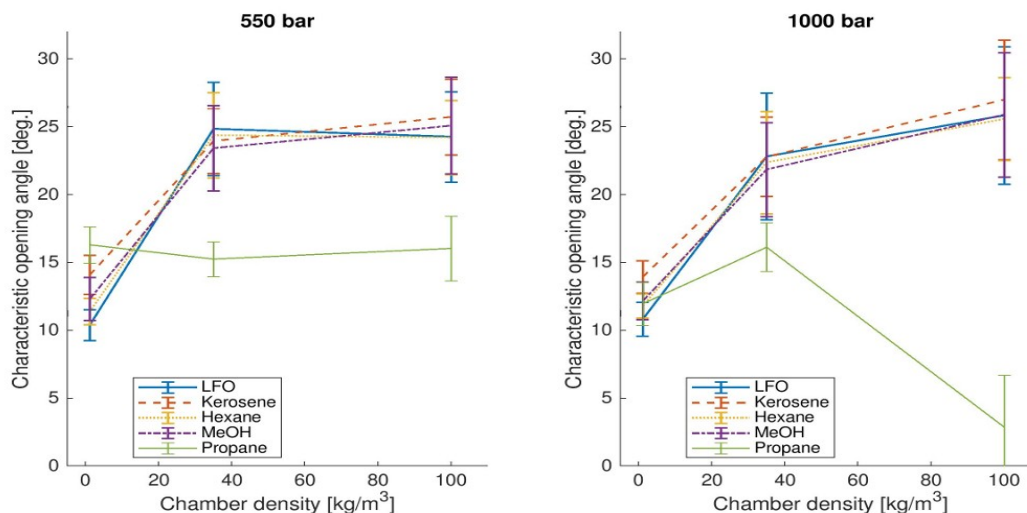 550 bar
Characteristic opening angle [deg.]
30
25
20
15
10
5
0
0 20 40 60 80 100
Chamber density [kg/m³]
LFO
Kerosene
Hexane
MeOH
Propane
1000 bar
Characteristic opening angle [deg.]
30
25
20
15
10
5
0
0 20 40 60 80 100
Chamber density [kg/m³]
LFO
Kerosene
Hexane
MeOH
Propane